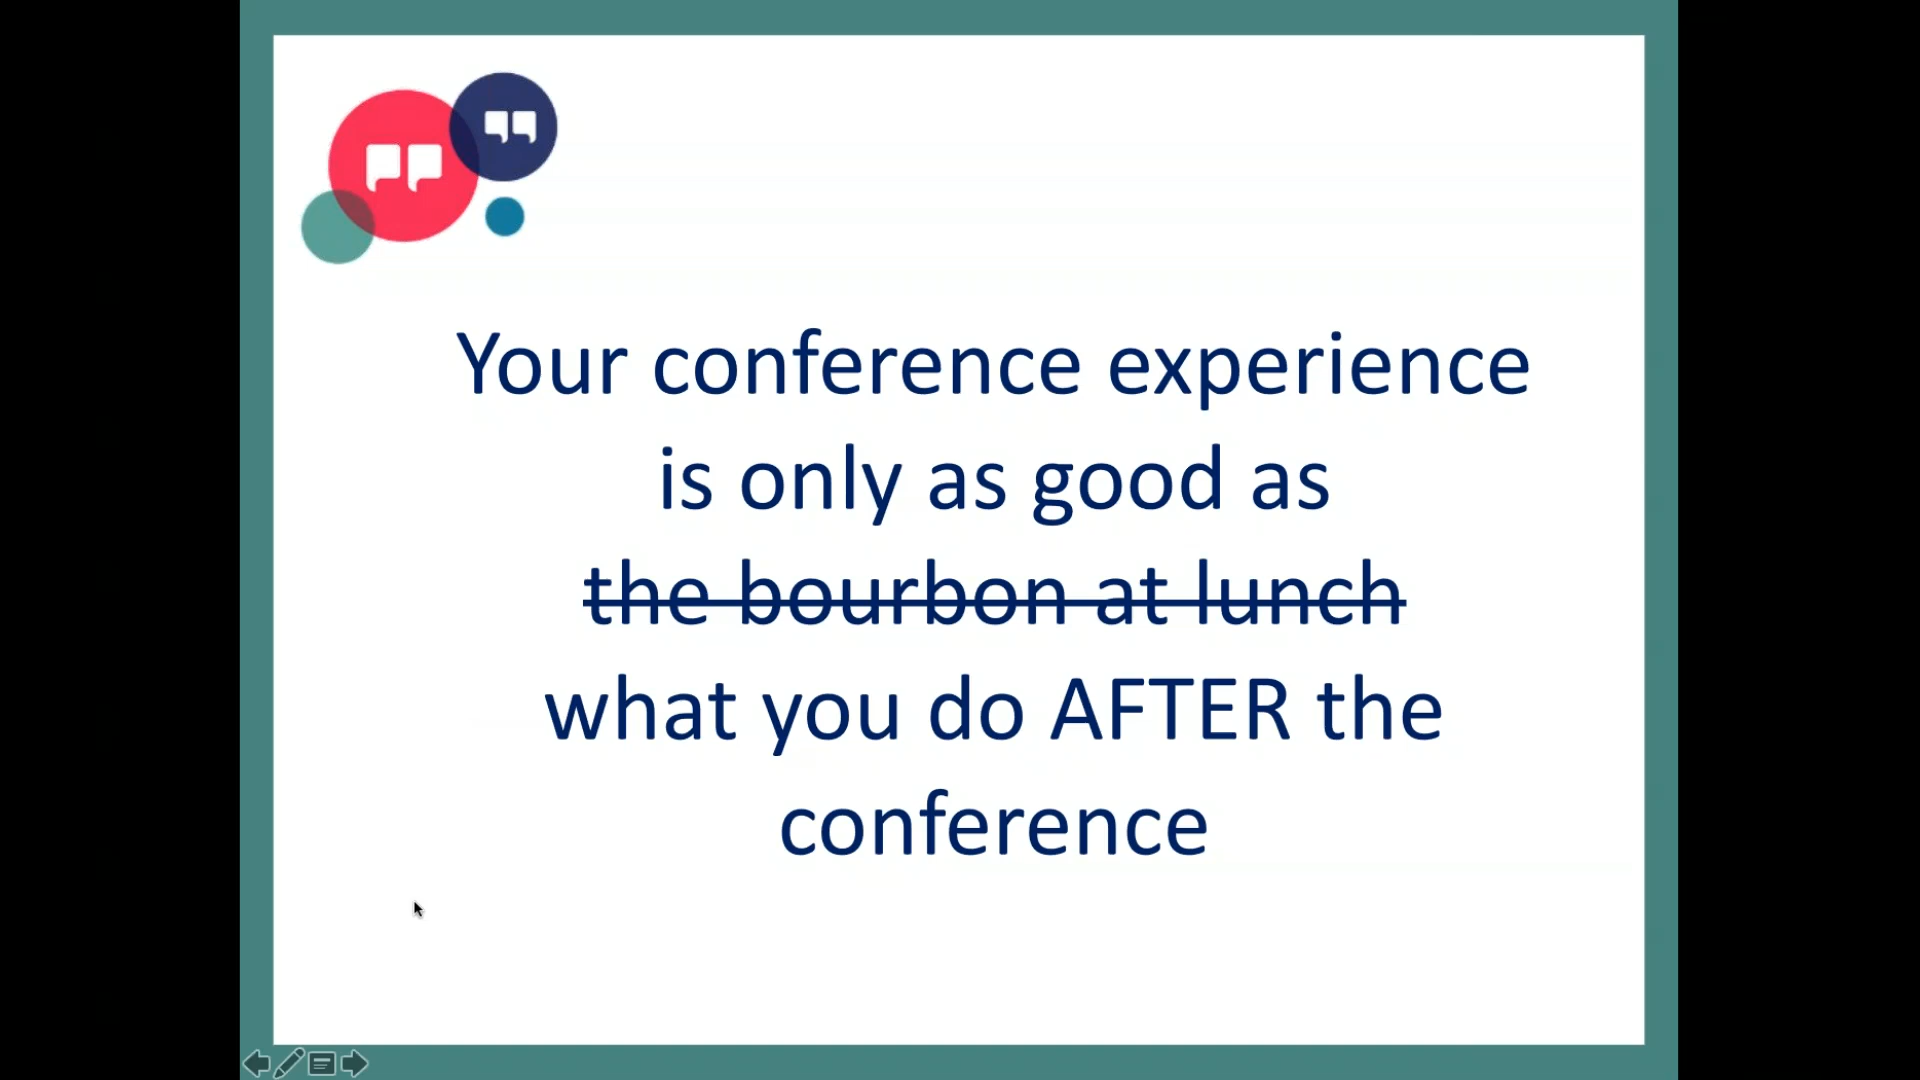 Your conference experience
is only as good as
the bourbon at lunch
what you do AFTER the
conference